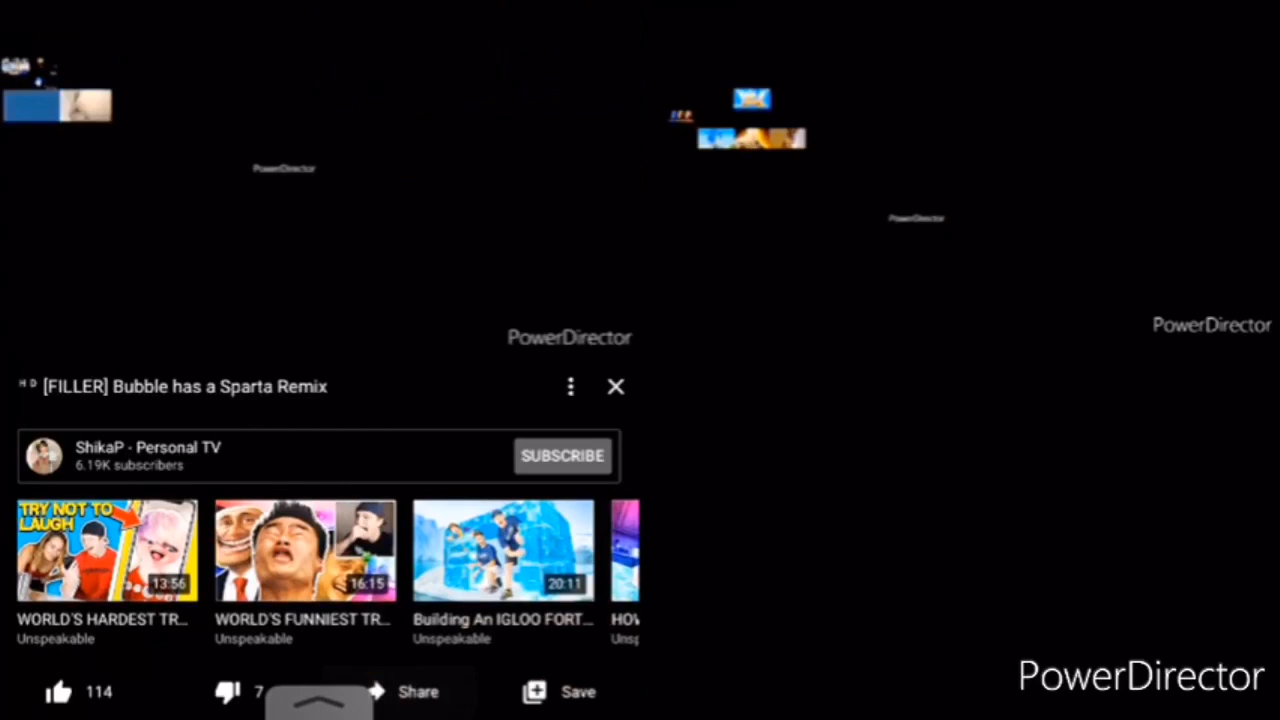 PowerDirector
PowerDirector
PowerDirector
PowerDirector
ᴴ ᴰ [FILLER] Bubble has a Sparta Remix
ShikaP - Personal TV
6.19K subscribers
SUBSCRIBE
TRY NOT TO
LAUGH
13:56
16:15
20:11
WORLD'S HARDEST TR...
WORLD'S FUNNIEST TR...
Building An IGLOO FORT...
Unspeakable
Unspeakable
Unspeakable
114
7
Share
Save
PowerDirector